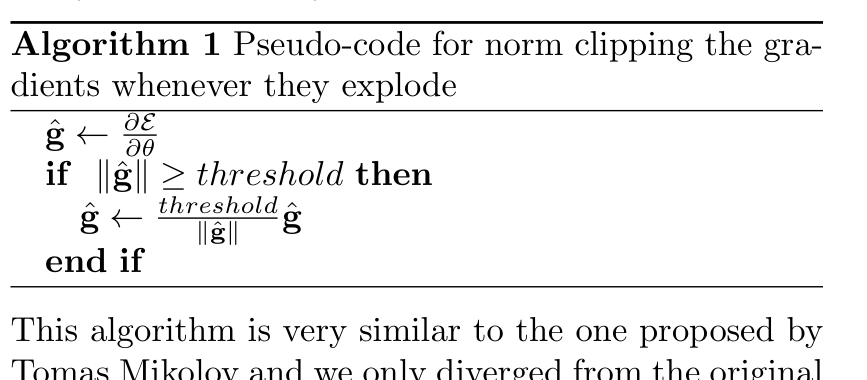 Algorithm 1 Pseudo-code for norm clipping the gra-
dients whenever they explode
ĝ ← ∂ℰ/∂θ
if ‖ĝ‖ ≥ threshold then
ĝ ← threshold/‖ĝ‖ ĝ
end if
This algorithm is very similar to the one proposed by
Tomas Mikolov and we only diverged from the original